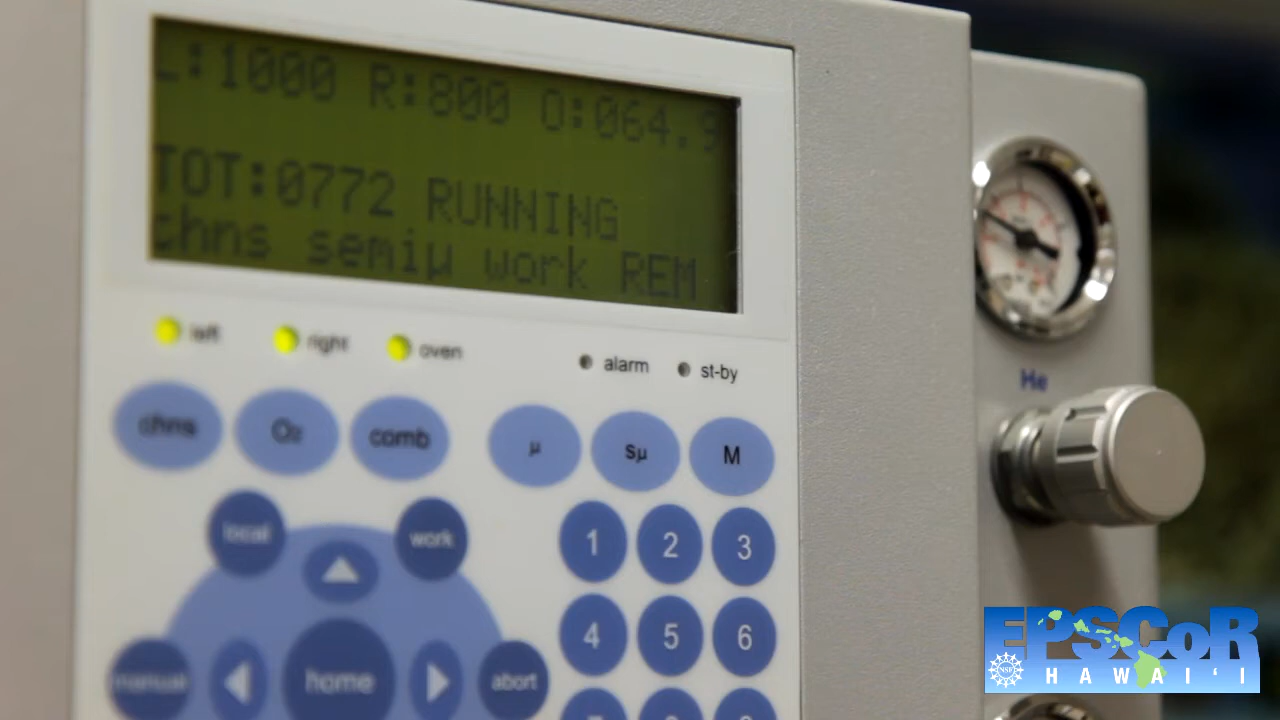 L:1000 R:800 O:064.9
TOT:0772 RUNNING
chns semiµ work REM
left right oven alarm st-by
chns O₂ comb µ sµ M
local work
1 2 3
4 5 6
manual home abort
He
EPSCoR
NSF
HAWAI‘I